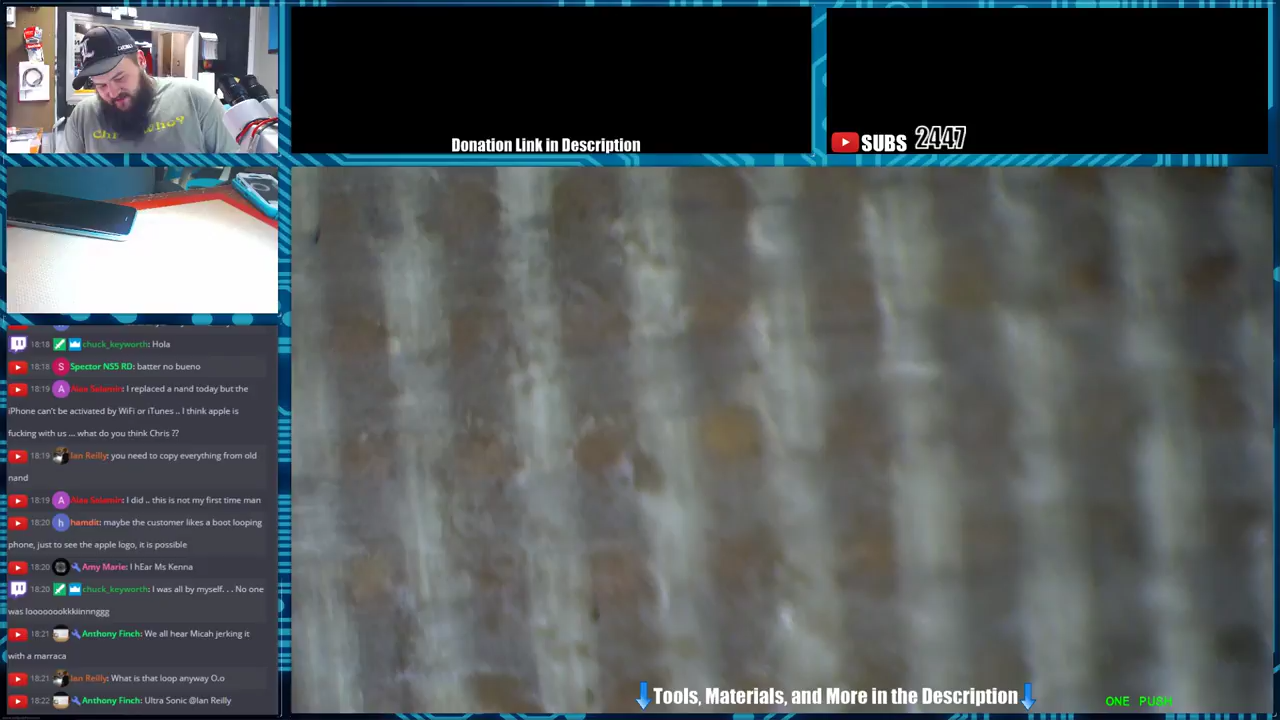 Donation Link in Description
SUBS 2447
18:18 chuck_keyworth: Hola
18:18 S Spector NS5 RD: batter no bueno
18:19 A Alaa Selamin: I replaced a nand today but the
iPhone can't be activated by WiFi or iTunes .. I think apple is
fucking with us ... what do you think Chris ??
18:19 Ian Reilly: you need to copy everything from old
nand
18:19 A I did .. this is not my first time man
18:20 h hamdit: maybe the customer likes a boot looping
phone, just to see the apple logo, it is possible
18:20 Amy Marie: I hEar Ms Kenna
18:20 chuck_keyworth: I was all by myself. . . No one
was loooooookkkiinnnggg
18:21 Anthony Finch: We all hear Micah jerking it
with a marraca
18:21 Ian Reilly: What is that loop anyway O.o
18:22 Anthony Finch: Ultra Sonic @Ian Reilly
Tools, Materials, and More in the Description
ONE PUSH